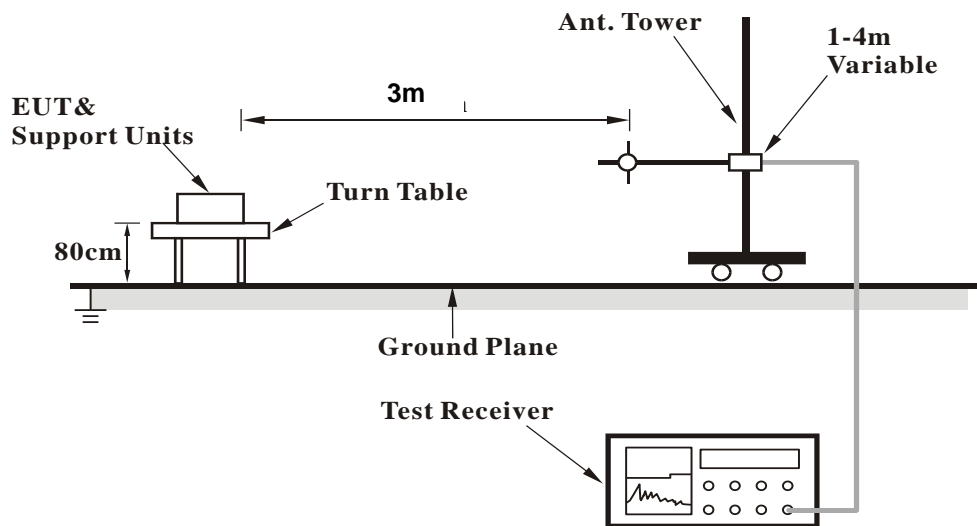 Ant. Tower
1-4m
Variable
3m
EUT&
Support Units
Turn Table
80cm
Ground Plane
Test Receiver